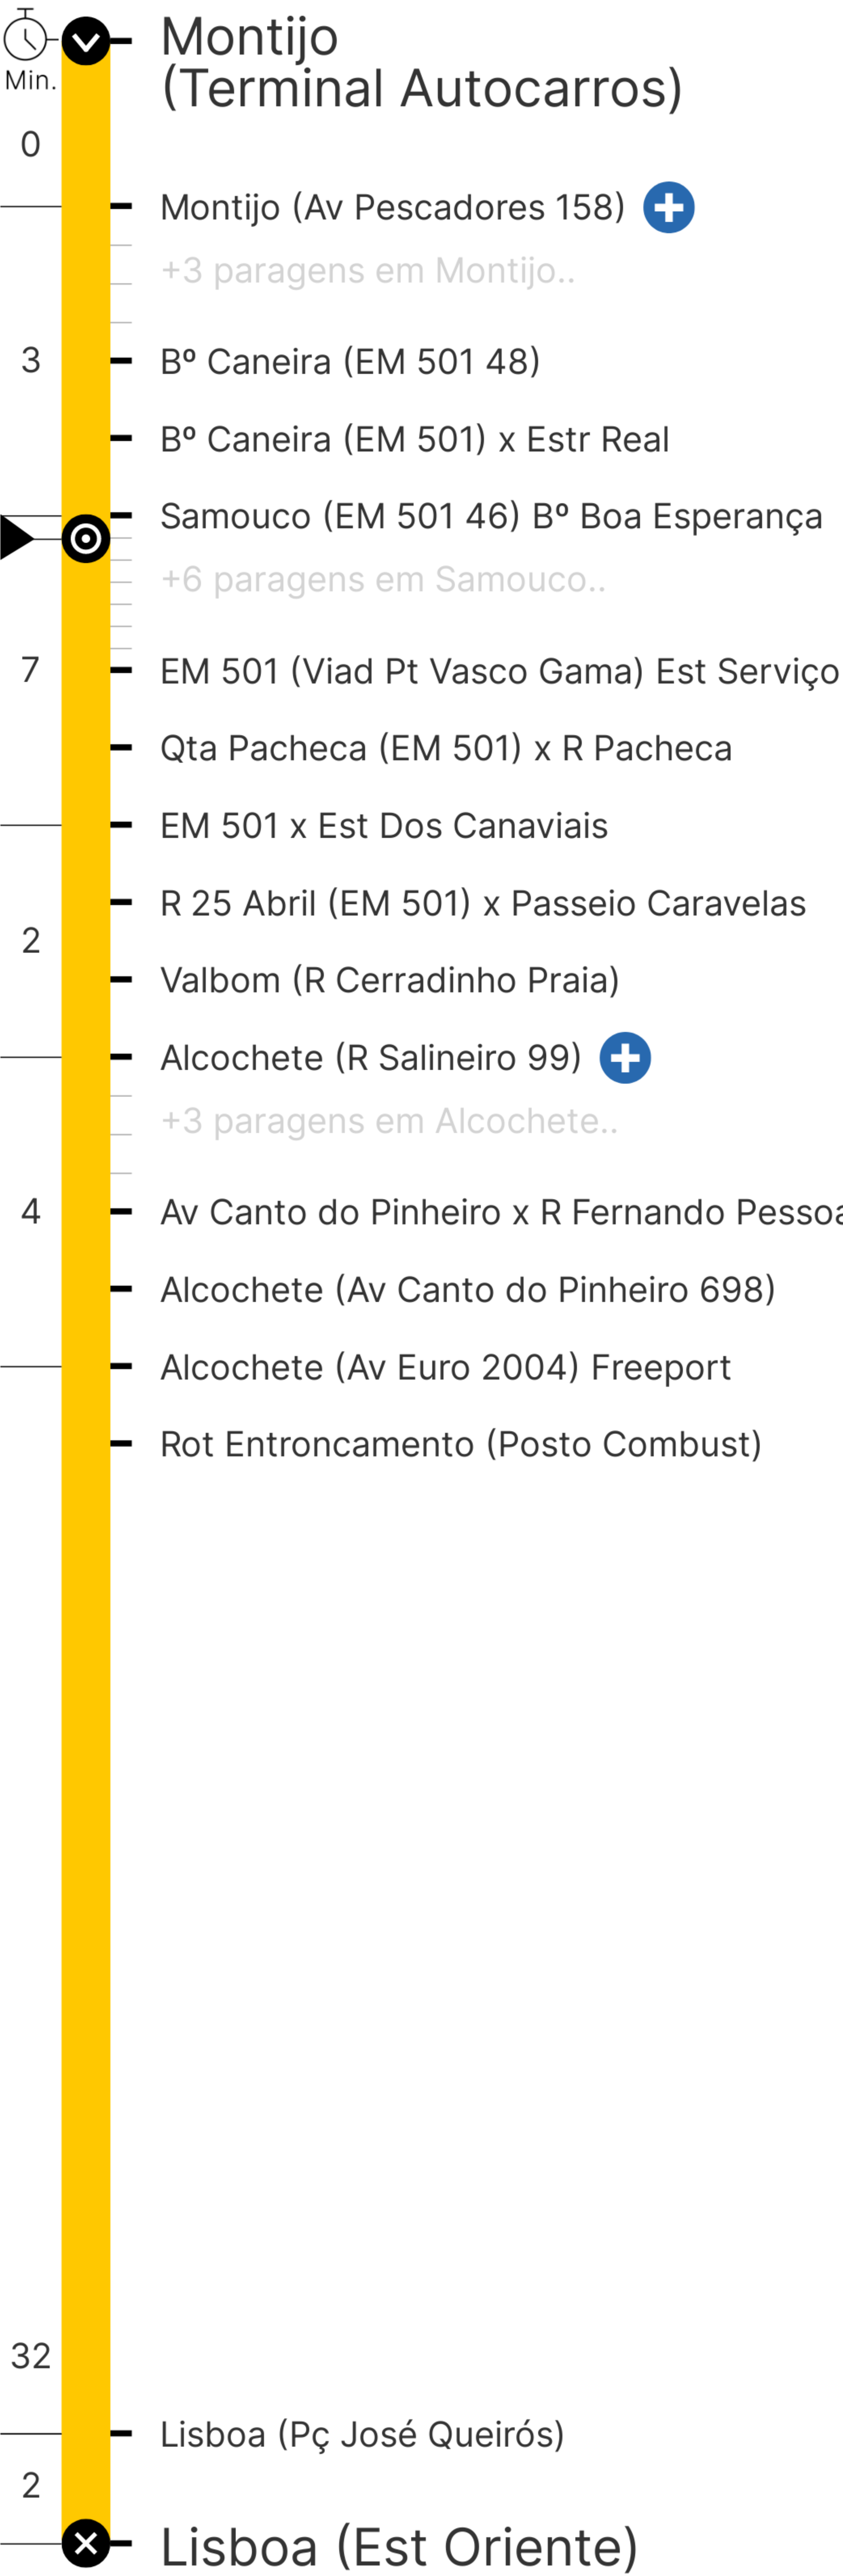 Montijo
(Terminal Autocarros)
Min.
0
Montijo (Av Pescadores 158)
+3 paragens em Montijo..
3
Bº Caneira (EM 501 48)
Bº Caneira (EM 501) x Estr Real
Samouco (EM 501 46) Bº Boa Esperança
+6 paragens em Samouco..
7
EM 501 (Viad Pt Vasco Gama) Est Serviço
Qta Pacheca (EM 501) x R Pacheca
EM 501 x Est Dos Canaviais
R 25 Abril (EM 501) x Passeio Caravelas
2
Valbom (R Cerradinho Praia)
Alcochete (R Salineiro 99)
+3 paragens em Alcochete..
4
Av Canto do Pinheiro x R Fernando Pessoa
Alcochete (Av Canto do Pinheiro 698)
Alcochete (Av Euro 2004) Freeport
Rot Entroncamento (Posto Combust)
32
Lisboa (Pç José Queirós)
2
Lisboa (Est Oriente)